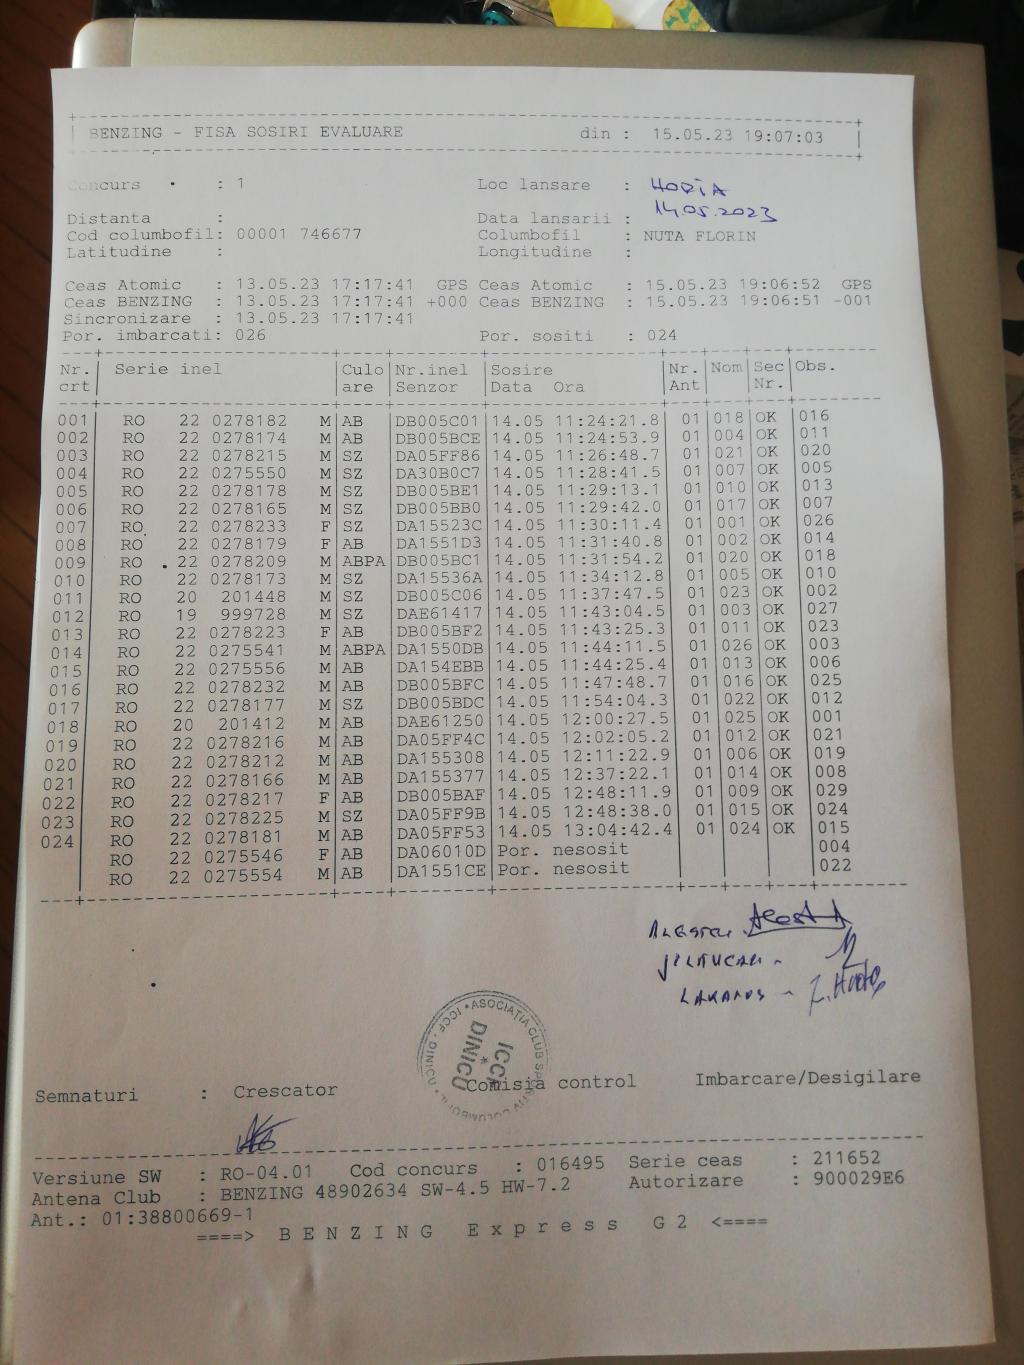 BENZING - FISA SOSIRI EVALUARE din : 15.05.23 19:07:03
Concurs : 1 Loc lansare : HORIA
Distanta : Data lansarii : 14.05.2023
Cod columbofil: 00001 746677 Columbofil : NUTA FLORIN
Latitudine : Longitudine :
Ceas Atomic : 13.05.23 17:17:41 GPS Ceas Atomic : 15.05.23 19:06:52 GPS
Ceas BENZING : 13.05.23 17:17:41 +000 Ceas BENZING : 15.05.23 19:06:51 -001
Sincronizare : 13.05.23 17:17:41
Por. imbarcati: 026 Por. sositi : 024
Nr. Serie inel Culo Nr.inel Sosire Nr. Nom Sec Obs.
crt are Senzor Data Ora Ant Nr.
001 RO 22 0278182 M AB DB005C01 14.05 11:24:21.8 01 018 OK 016
002 RO 22 0278174 M AB DB005BCE 14.05 11:24:53.9 01 004 OK 011
003 RO 22 0278215 M SZ DA05FF86 14.05 11:26:48.7 01 021 OK 020
004 RO 22 0275550 M SZ DA30B0C7 14.05 11:28:41.5 01 007 OK 005
005 RO 22 0278178 M SZ DB005BE1 14.05 11:29:13.1 01 010 OK 013
006 RO 22 0278165 M SZ DB005BB0 14.05 11:29:42.0 01 017 OK 007
007 RO 22 0278233 F SZ DA15523C 14.05 11:30:11.4 01 001 OK 026
008 RO 22 0278179 F AB DA1551D3 14.05 11:31:40.8 01 002 OK 014
009 RO 22 0278209 M ABPA DB005BC1 14.05 11:31:54.2 01 020 OK 018
010 RO 22 0278173 M SZ DA15536A 14.05 11:34:12.8 01 005 OK 010
011 RO 20 201448 M SZ DB005C06 14.05 11:37:47.5 01 023 OK 002
012 RO 19 999728 M SZ DAE61417 14.05 11:43:04.5 01 003 OK 027
013 RO 22 0278223 F AB DB005BF2 14.05 11:43:25.3 01 011 OK 023
014 RO 22 0275541 M ABPA DA1550DB 14.05 11:44:11.5 01 026 OK 003
015 RO 22 0275556 M AB DA154EBB 14.05 11:44:25.4 01 013 OK 006
016 RO 22 0278232 M AB DB005BFC 14.05 11:47:48.7 01 016 OK 025
017 RO 22 0278177 M SZ DB005BDC 14.05 11:54:04.3 01 022 OK 012
018 RO 20 201412 M AB DAE61250 14.05 12:00:27.5 01 025 OK 001
019 RO 22 0278216 M AB DA05FF4C 14.05 12:02:05.2 01 012 OK 021
020 RO 22 0278212 M AB DA155308 14.05 12:11:22.9 01 006 OK 019
021 RO 22 0278166 M AB DA155377 14.05 12:37:22.1 01 014 OK 008
022 RO 22 0278217 F AB DB005BAF 14.05 12:48:11.9 01 009 OK 029
023 RO 22 0278225 M SZ DA05FF9B 14.05 12:48:38.0 01 015 OK 024
024 RO 22 0278181 M AB DA05FF53 14.05 13:04:42.4 01 024 OK 015
RO 22 0275546 F AB DA06010D Por. nesosit 004
RO 22 0275554 M AB DA1551CE Por. nesosit 022
ASOCIAȚIA CLUB SPORTIV COLUMBOFIL ICCF - DINICU
ICCF
*
DINICU
Semnaturi : Crescator Comisia control Imbarcare/Desigilare
Versiune SW : RO-04.01 Cod concurs : 016495 Serie ceas : 211652
Antena Club : BENZING 48902634 SW-4.5 HW-7.2 Autorizare : 900029E6
Ant.: 01:38800669-1
====> BENZING Express G2 <====